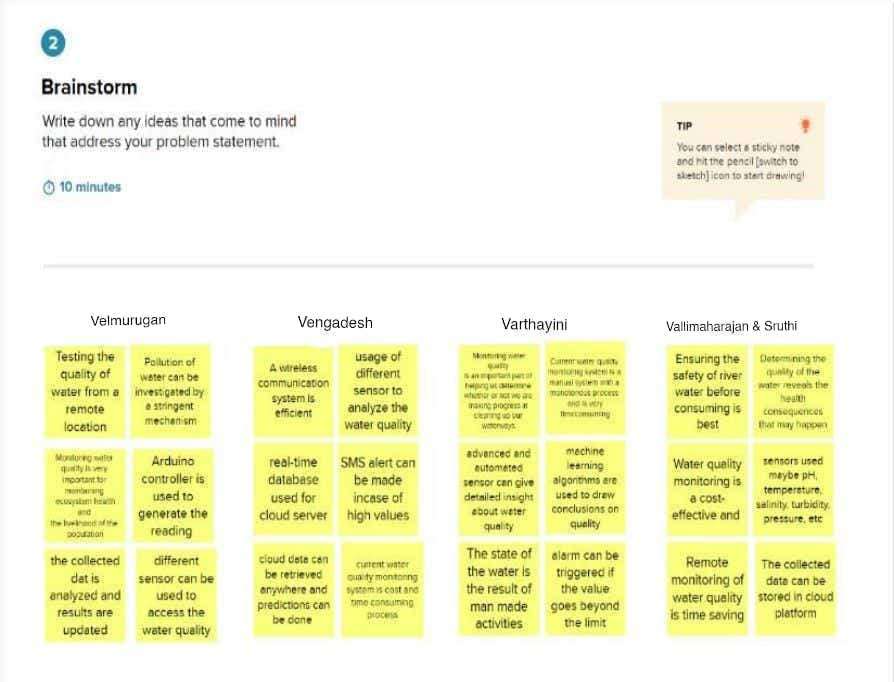 2
Brainstorm
Write down any ideas that come to mind
that address your problem statement.
10 minutes
TIP
You can select a sticky note
and hit the pencil [switch to
sketch] icon to start drawing!
Velmurugan
Testing the
quality of
water from a
remote
location
Pollution of
water can be
investigated by
a stringent
mechanism
Monitoring water
quality is very
important for
maintaining
ecosystem health
and
the livelihood of the
population
Arduino
controller is
used to
generate the
reading
the collected
dat is
analyzed and
results are
updated
different
sensor can be
used to
access the
water quality
Vengadesh
A wireless
communication
system is
efficient
usage of
different
sensor to
analyze the
water quality
real-time
database
used for
cloud server
SMS alert can
be made
incase of
high values
cloud data can
be retrieved
anywhere and
predictions can
be done
current water
quality monitoring
system is cost and
time consuming
process
Varthayini
Monitoring water
quality
is an important part of
helping us determine
whether or not we are
making progress in
cleaning up our
waterways.
Current water quality
monitoring system is a
manual system with a
monotonous process
and is very
timeconsuming
advanced and
automated
sensor can give
detailed insight
about water
quality
machine
learning
algorithms are
used to draw
conclusions on
quality
The state of
the water is
the result of
man made
activities
alarm can be
triggered if
the value
goes beyond
the limit
Vallimaharajan & Sruthi
Ensuring the
safety of river
water before
consuming is
best
Determining the
quality of the
water reveals the
health
consequences
that may happen
Water quality
monitoring is
a cost-
effective and
sensors used
maybe pH,
temperature,
salinity, turbidity,
pressure, etc
Remote
monitoring of
water quality
is time saving
The collected
data can be
stored in cloud
platform